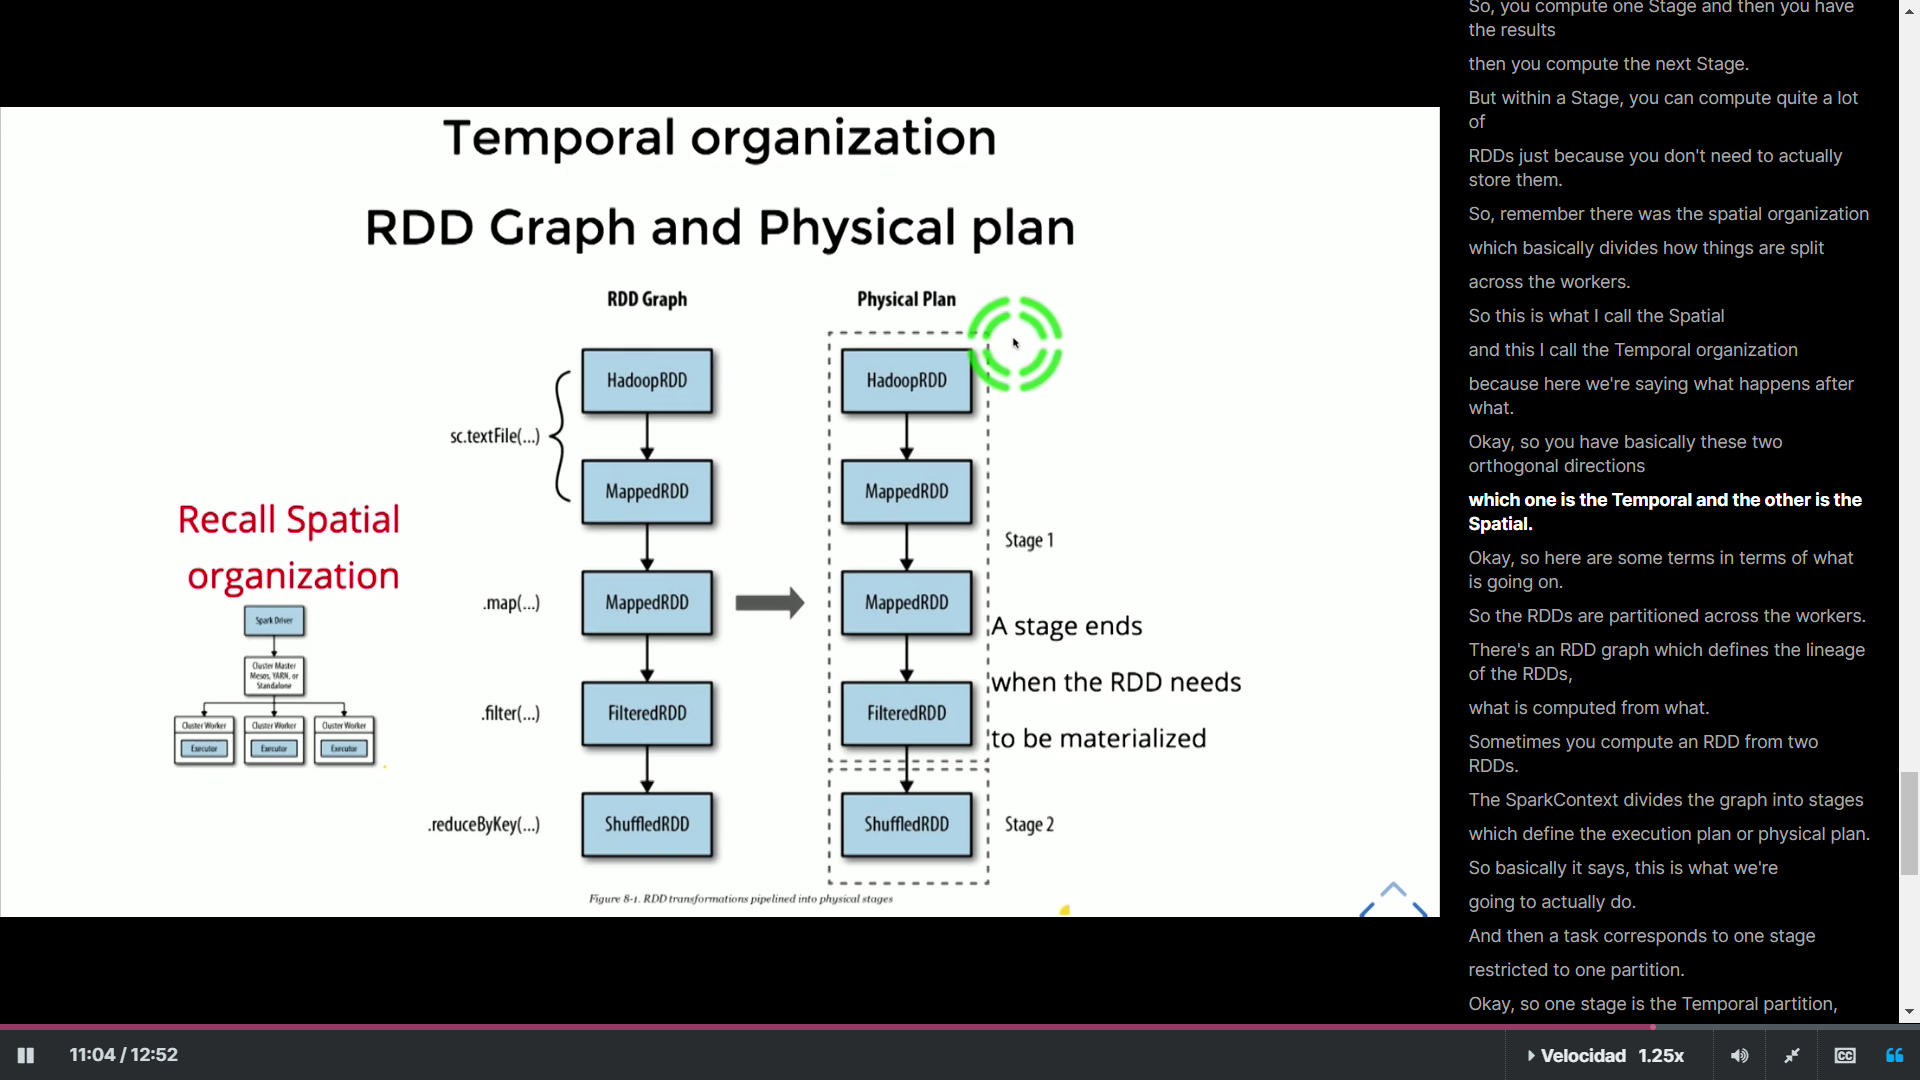 Temporal organization
RDD Graph and Physical plan
RDD Graph
Physical Plan
HadoopRDD
HadoopRDD
sc.textFile(...)
MappedRDD
MappedRDD
Recall Spatial
organization
Stage 1
.map(...)
MappedRDD
MappedRDD
A stage ends
when the RDD needs
to be materialized
Spark Driver
Cluster Master
Mesos, YARN, or
Standalone
Cluster Worker
Cluster Worker
Cluster Worker
Executor
Executor
Executor
.filter(...)
FilteredRDD
FilteredRDD
.reduceByKey(...)
ShuffledRDD
ShuffledRDD
Stage 2
Figure 8-1. RDD transformations pipelined into physical stages
So, you compute one Stage and then you have
the results
then you compute the next Stage.
But within a Stage, you can compute quite a lot
of
RDDs just because you don't need to actually
store them.
So, remember there was the spatial organization
which basically divides how things are split
across the workers.
So this is what I call the Spatial
and this I call the Temporal organization
because here we're saying what happens after
what.
Okay, so you have basically these two
orthogonal directions
which one is the Temporal and the other is the
Spatial.
Okay, so here are some terms in terms of what
is going on.
So the RDDs are partitioned across the workers.
There's an RDD graph which defines the lineage
of the RDDs,
what is computed from what.
Sometimes you compute an RDD from two
RDDs.
The SparkContext divides the graph into stages
which define the execution plan or physical plan.
So basically it says, this is what we're
going to actually do.
And then a task corresponds to one stage
restricted to one partition.
Okay, so one stage is the Temporal partition,
11:04 / 12:52
Velocidad 1.25x
CC